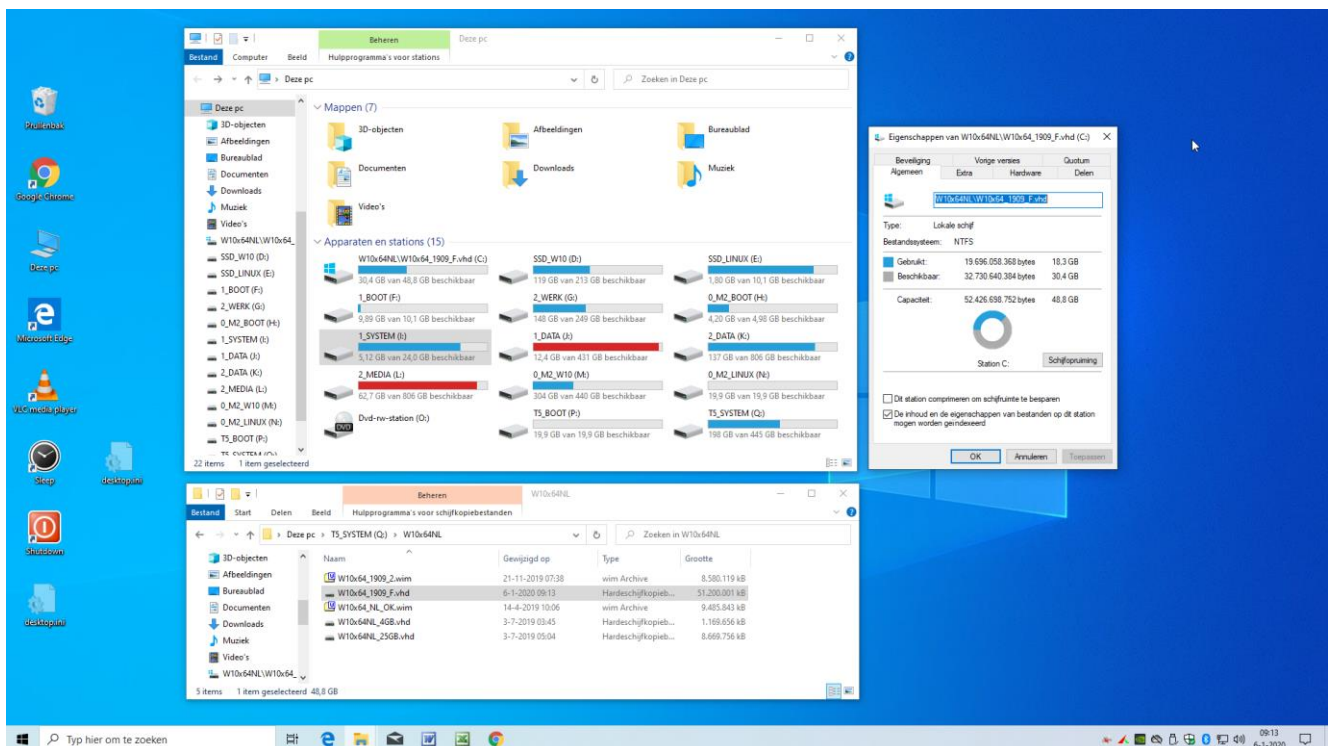 Prullenbak
Google Chrome
Deze pc
Microsoft Edge
VLC media player
Sleep
desktop.ini
Shutdown
desktop.ini
Beheren
Deze pc
Bestand Computer Beeld Hulpprogramma's voor stations
Deze pc
Zoeken in Deze pc
Deze pc
3D-objecten
Afbeeldingen
Bureaublad
Documenten
Downloads
Muziek
Video's
W10x64NL\W10x64_
SSD_W10 (D:)
SSD_LINUX (E:)
1_BOOT (F:)
2_WERK (G:)
0_M2_BOOT (H:)
1_SYSTEM (I:)
1_DATA (J:)
2_DATA (K:)
2_MEDIA (L:)
0_M2_W10 (M:)
0_M2_LINUX (N:)
T5_BOOT (P:)
T5_SYSTEM (Q:)
Mappen (7)
3D-objecten
Afbeeldingen
Bureaublad
Documenten
Downloads
Muziek
Video's
Apparaten en stations (15)
W10x64NL\W10x64_1909_F.vhd (C:)
30,4 GB van 48,8 GB beschikbaar
SSD_W10 (D:)
119 GB van 213 GB beschikbaar
SSD_LINUX (E:)
1,80 GB van 10,1 GB beschikbaar
1_BOOT (F:)
9,89 GB van 10,1 GB beschikbaar
2_WERK (G:)
148 GB van 249 GB beschikbaar
0_M2_BOOT (H:)
4,20 GB van 4,98 GB beschikbaar
1_SYSTEM (I:)
5,12 GB van 24,0 GB beschikbaar
1_DATA (J:)
12,4 GB van 431 GB beschikbaar
2_DATA (K:)
137 GB van 806 GB beschikbaar
2_MEDIA (L:)
62,7 GB van 806 GB beschikbaar
0_M2_W10 (M:)
304 GB van 440 GB beschikbaar
0_M2_LINUX (N:)
19,9 GB van 19,9 GB beschikbaar
Dvd-rw-station (O:)
DVD
T5_BOOT (P:)
19,9 GB van 19,9 GB beschikbaar
T5_SYSTEM (Q:)
198 GB van 445 GB beschikbaar
22 items 1 item geselecteerd
Eigenschappen van W10x64NL\W10x64_1909_F.vhd (C:)
Beveiliging Vorige versies Quotum
Algemeen Extra Hardware Delen
W10x64NL\W10x64_1909_F.vhd
Type: Lokale schijf
Bestandssysteem: NTFS
Gebruikt: 19.696.058.368 bytes 18,3 GB
Beschikbaar: 32.730.640.384 bytes 30,4 GB
Capaciteit: 52.426.698.752 bytes 48,8 GB
Station C:
Schijfopruiming
Dit station comprimeren om schijfruimte te besparen
De inhoud en de eigenschappen van bestanden op dit station
mogen worden geïndexeerd
OK Annuleren Toepassen
Beheren
W10x64NL
Bestand Start Delen Beeld Hulpprogramma's voor schijfkopiebestanden
Deze pc T5_SYSTEM (Q:) W10x64NL
Zoeken in W10x64NL
3D-objecten
Afbeeldingen
Bureaublad
Documenten
Downloads
Muziek
Video's
W10x64NL\W10x64_
Naam Gewijzigd op Type Grootte
W10x64_1909_2.wim 21-11-2019 07:38 wim Archive 8.580.119 kB
W10x64_1909_F.vhd 6-1-2020 09:13 Hardeschijfkopieb... 51.200.001 kB
W10x64_NL_OK.wim 14-4-2019 10:06 wim Archive 9.485.843 kB
W10x64NL_4GB.vhd 3-7-2019 03:45 Hardeschijfkopieb... 1.169.656 kB
W10x64NL_25GB.vhd 3-7-2019 05:04 Hardeschijfkopieb... 8.669.756 kB
5 items 1 item geselecteerd 48,8 GB
Typ hier om te zoeken
09:13
6-1-2020